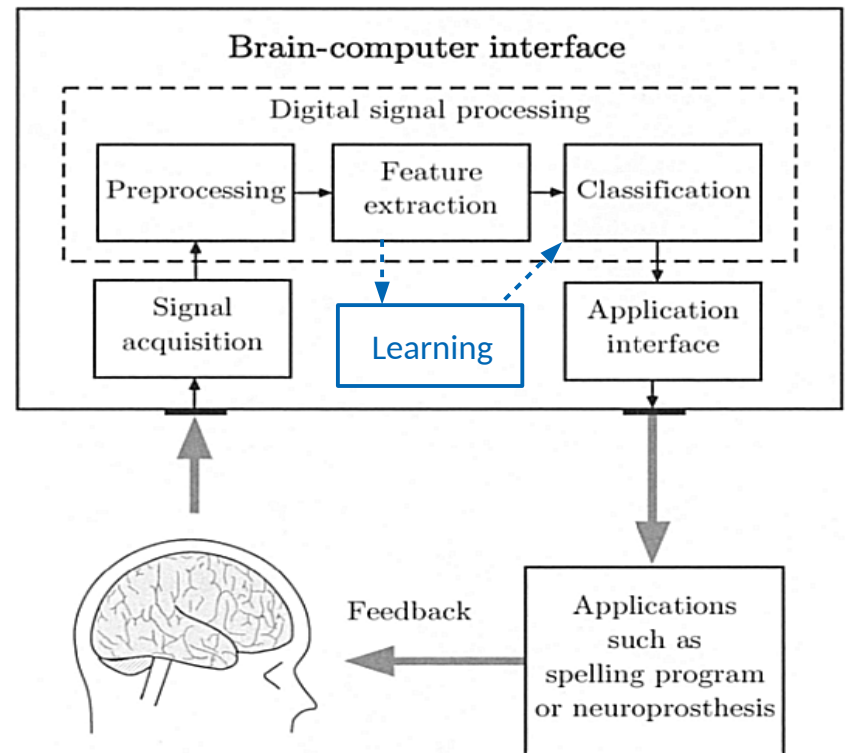 Brain-computer interface
Digital signal processing
Preprocessing
Feature
extraction
Classification
Signal
acquisition
Learning
Application
interface
Feedback
Applications
such as
spelling program
or neuroprosthesis